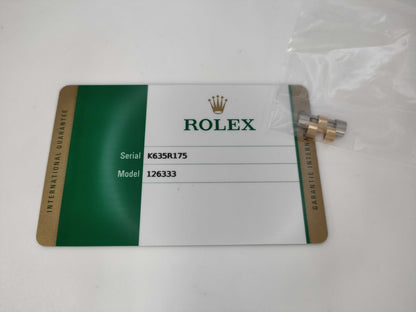 INTERNATIONAL GUARANTEE
ROLEX
Serial K635R175
Model 126333
GARANTIE INTERN